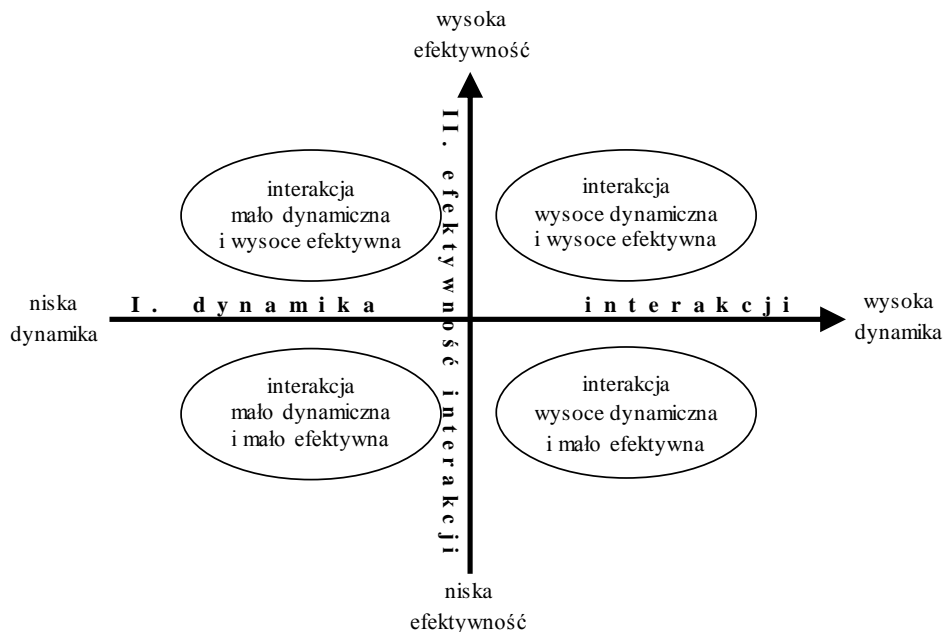 wysoka
efektywność
II. efektywność interakcji
interakcja
mało dynamiczna
i wysoce efektywna
interakcja
wysoce dynamiczna
i wysoce efektywna
niska
dynamika
I. dynamika interakcji
wysoka
dynamika
interakcja
mało dynamiczna
i mało efektywna
interakcja
wysoce dynamiczna
i mało efektywna
niska
efektywność